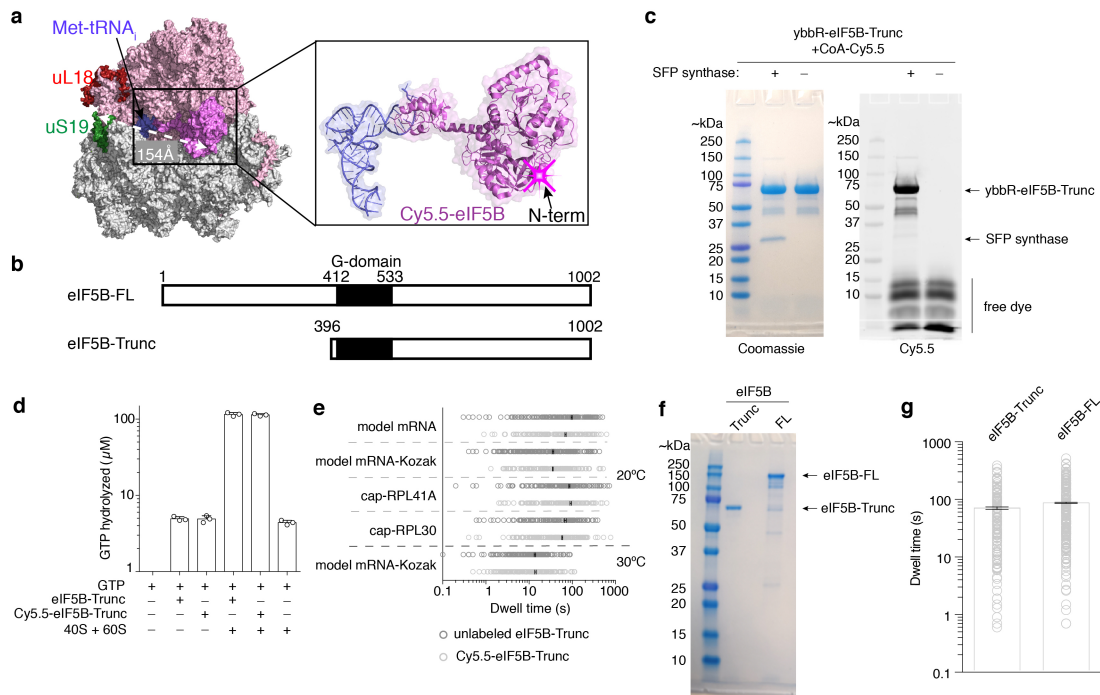 a
Met-tRNAi
uL18
uS19
154Å
Cy5.5-eIF5B
N-term
b
G-domain
1 412 533 1002
eIF5B-FL
396 1002
eIF5B-Trunc
c
ybbR-eIF5B-Trunc
+CoA-Cy5.5
SFP synthase: + − + −
~kDa
250
150
100
75
50
37
25
20
15
10
Coomassie
~kDa
250
150
100
75
50
37
25
20
15
10
Cy5.5
ybbR-eIF5B-Trunc
SFP synthase
free dye
d
GTP hydrolyzed (μM)
100
10
1
GTP + + + + + +
eIF5B-Trunc − + − + − −
Cy5.5-eIF5B-Trunc − − + − + −
40S + 60S − − − + + +
e
model mRNA
model mRNA-Kozak
20ºC
cap-RPL41A
cap-RPL30
30ºC
model mRNA-Kozak
0.1 1 10 100 1000
Dwell time (s)
unlabeled eIF5B-Trunc
Cy5.5-eIF5B-Trunc
f
eIF5B
Trunc FL
~kDa
250
150
100
75
50
37
25
20
15
10
eIF5B-FL
eIF5B-Trunc
g
eIF5B-Trunc
eIF5B-FL
Dwell time (s)
1000
100
10
1
0.1